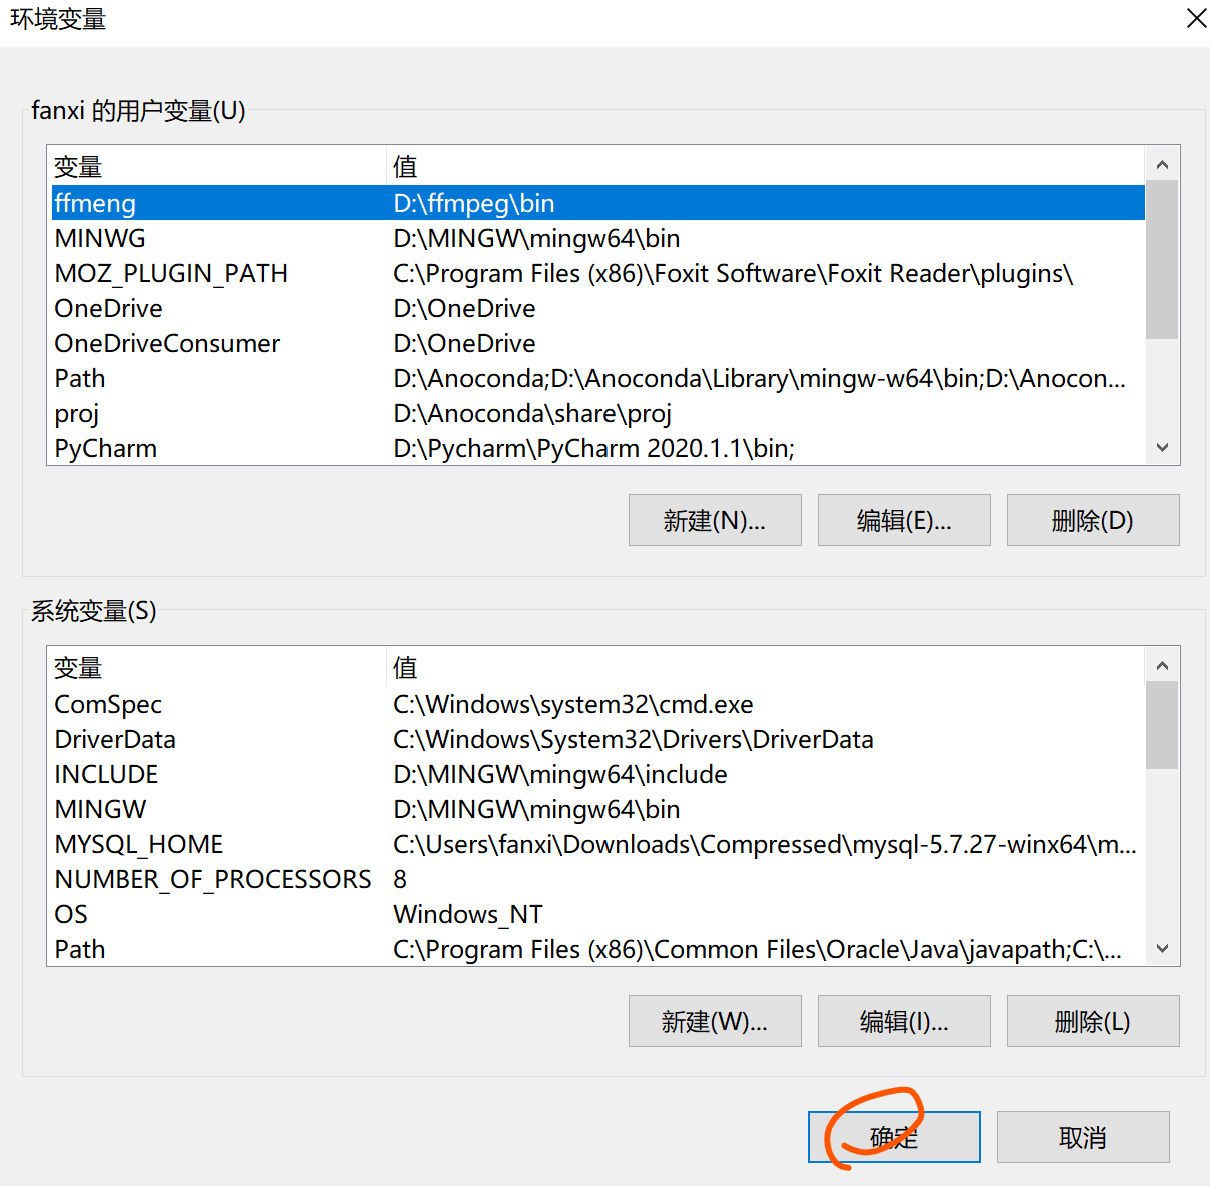 环境变量
fanxi 的用户变量(U)
变量 值
ffmeng D:\ffmpeg\bin
MINWG D:\MINGW\mingw64\bin
MOZ_PLUGIN_PATH C:\Program Files (x86)\Foxit Software\Foxit Reader\plugins\
OneDrive D:\OneDrive
OneDriveConsumer D:\OneDrive
Path D:\Anoconda;D:\Anoconda\Library\mingw-w64\bin;D:\Anocon...
proj D:\Anoconda\share\proj
PyCharm D:\Pycharm\PyCharm 2020.1.1\bin;
新建(N)... 编辑(E)... 删除(D)
系统变量(S)
变量 值
ComSpec C:\Windows\system32\cmd.exe
DriverData C:\Windows\System32\Drivers\DriverData
INCLUDE D:\MINGW\mingw64\include
MINGW D:\MINGW\mingw64\bin
MYSQL_HOME C:\Users\fanxi\Downloads\Compressed\mysql-5.7.27-winx64\m...
NUMBER_OF_PROCESSORS 8
OS Windows_NT
Path C:\Program Files (x86)\Common Files\Oracle\Java\javapath;C:\...
新建(W)... 编辑(I)... 删除(L)
确定 取消